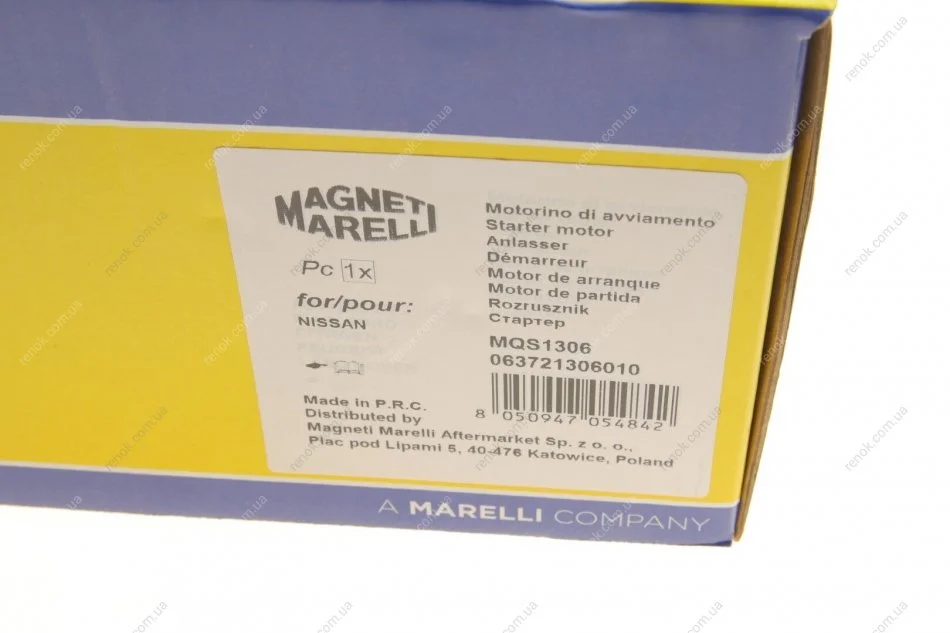 MAGNETI
MARELLI
Pc 1x
for/pour:
NISSAN
Motorino di avviamento
Starter motor
Anlasser
Démarreur
Motor de arranque
Motor de partida
Rozrusznik
Стартер
MQS1306
063721306010
8 050947 054842
Made in P.R.C.
Distributed by
Magneti Marelli Aftermarket Sp. z o. o.,
Plac pod Lipami 5, 40-476 Katowice, Poland
A MARELLI COMPANY
renok.com.ua